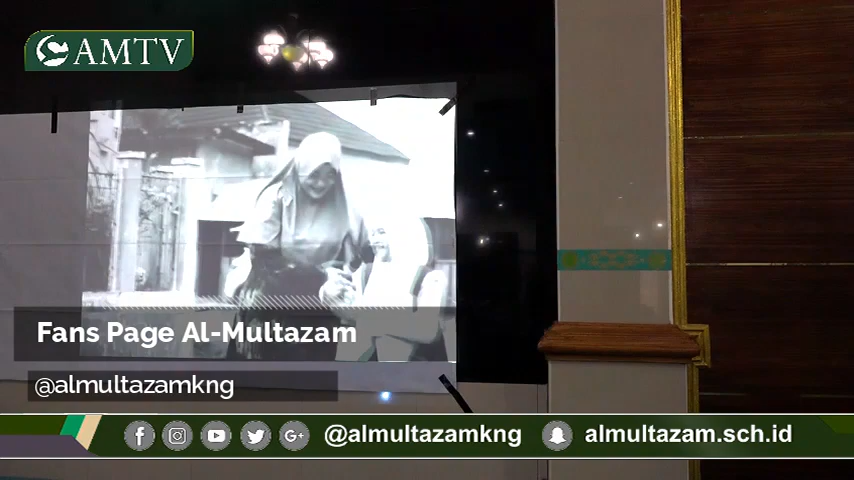 AMTV
Fans Page Al-Multazam
@almultazamkng
@almultazamkng
almultazam.sch.id